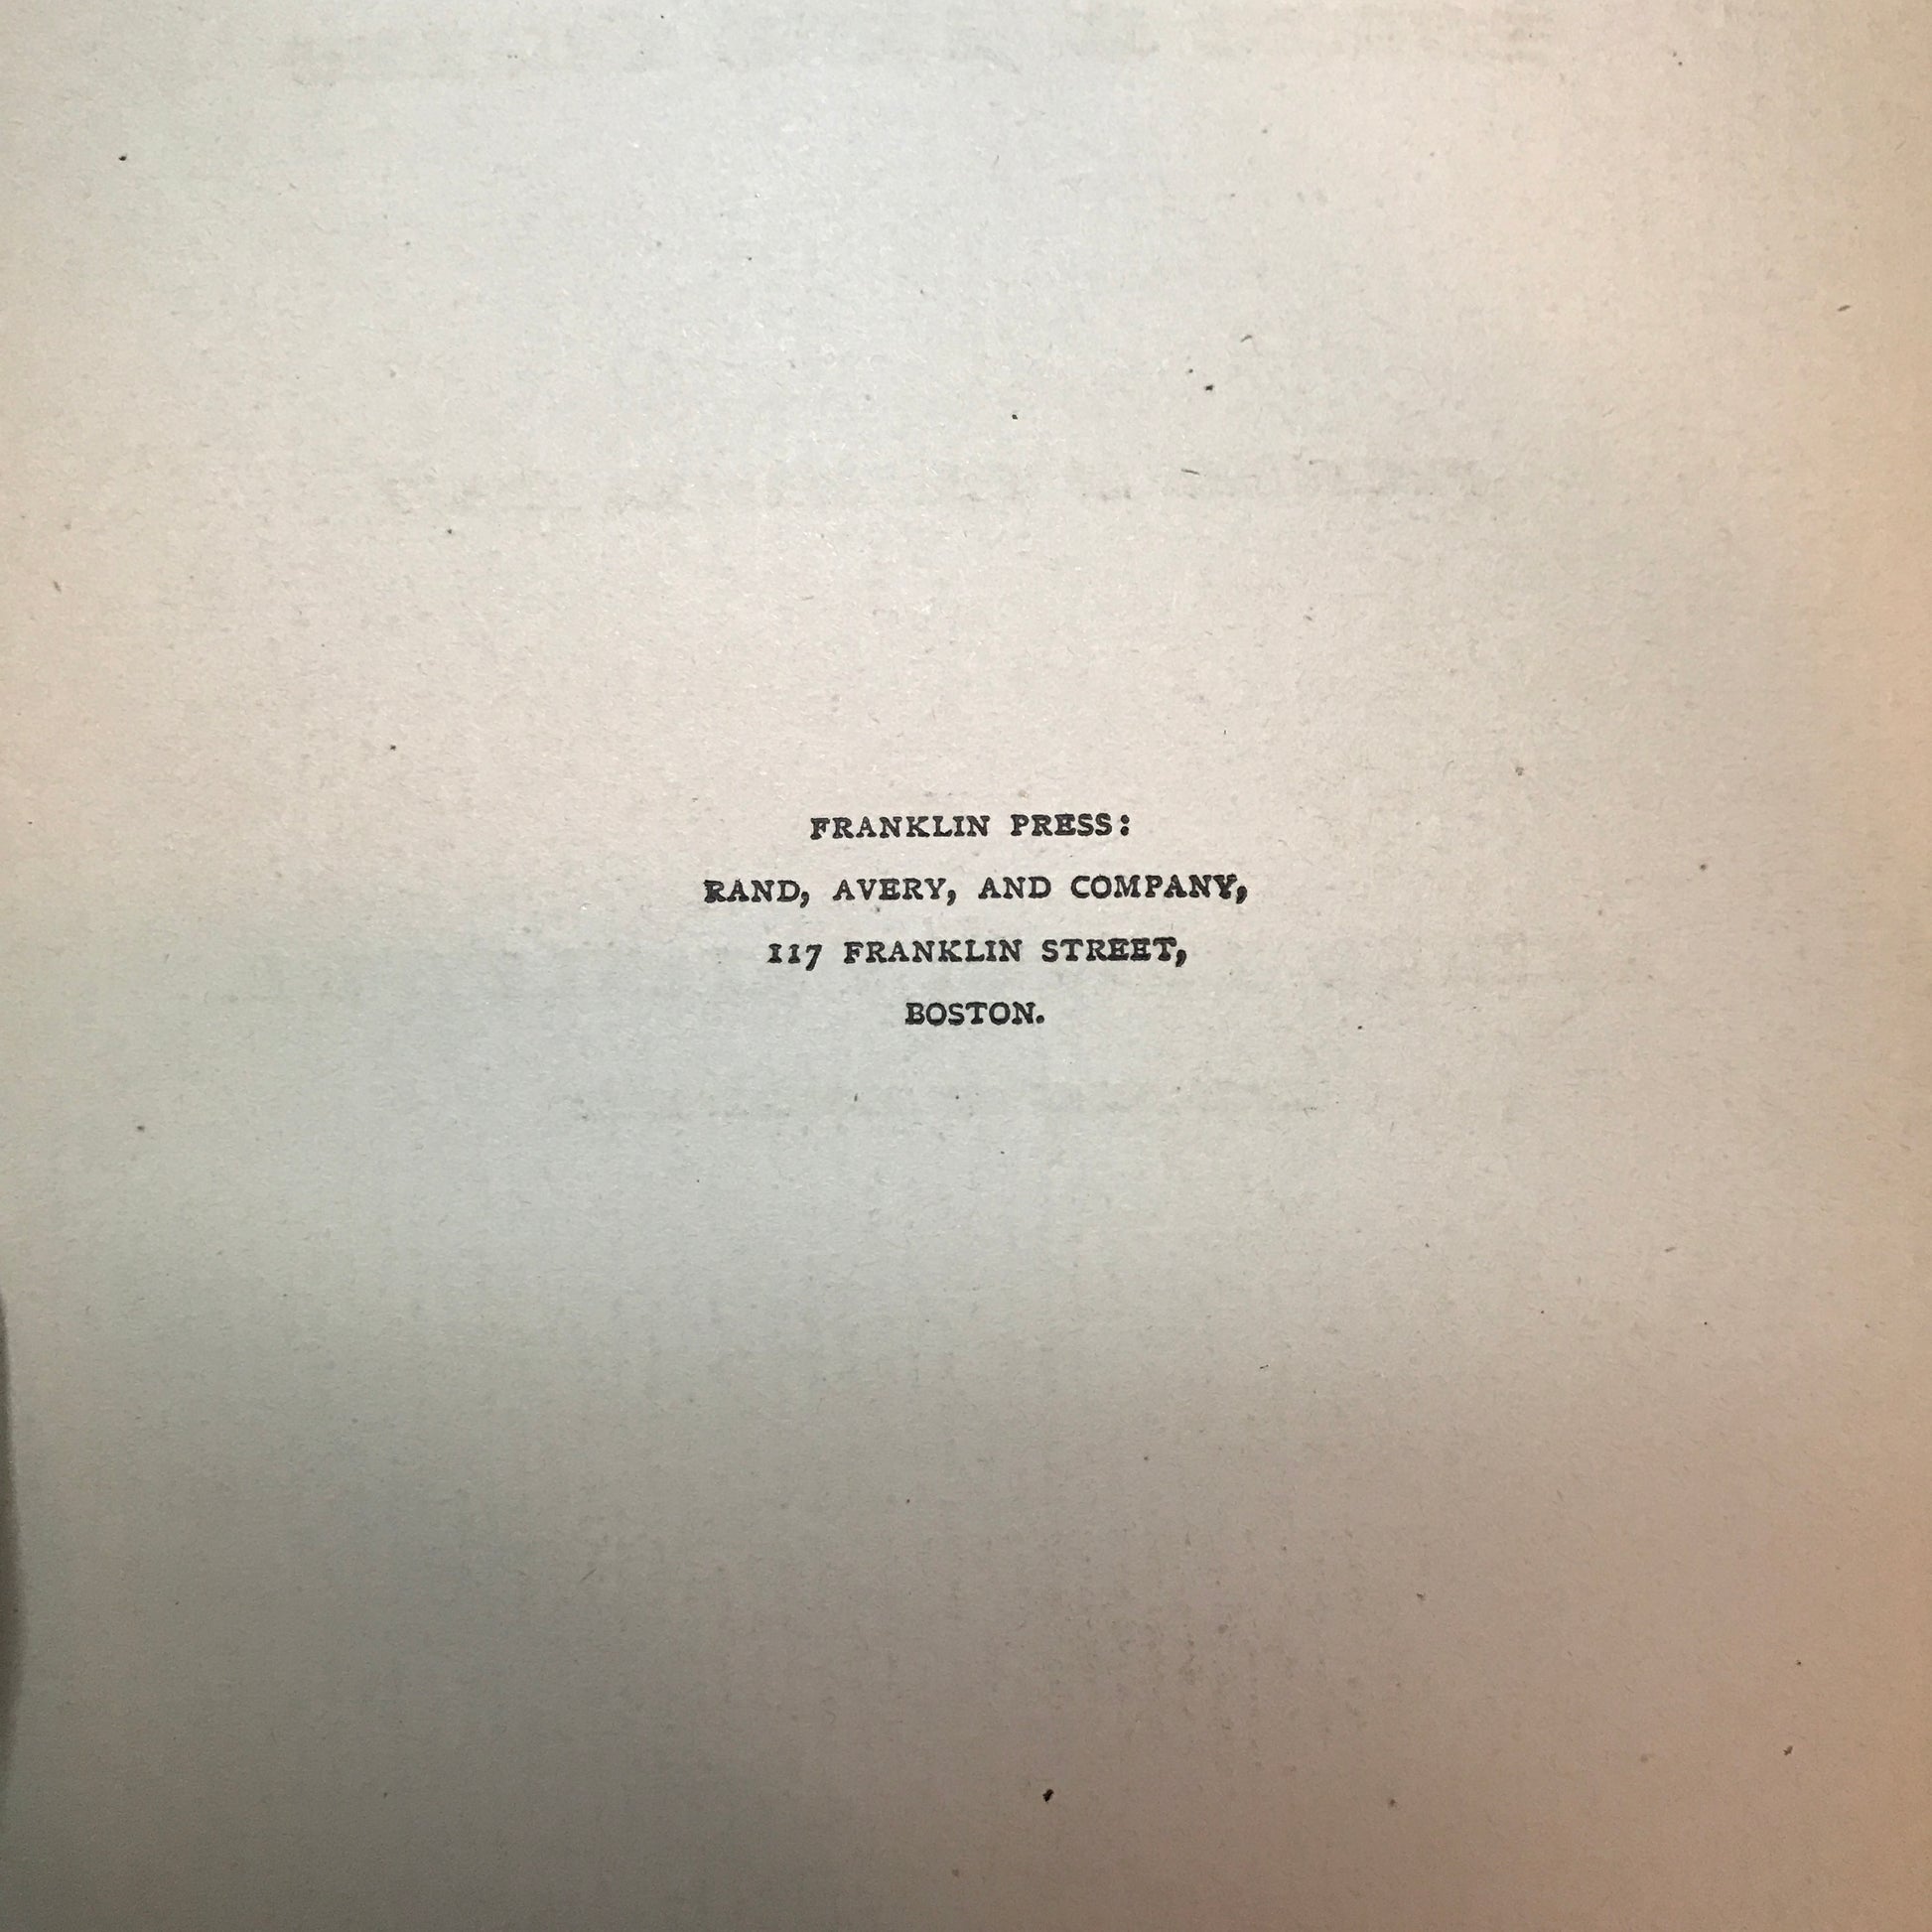 FRANKLIN PRESS:
RAND, AVERY, AND COMPANY,
117 FRANKLIN STREET,
BOSTON.